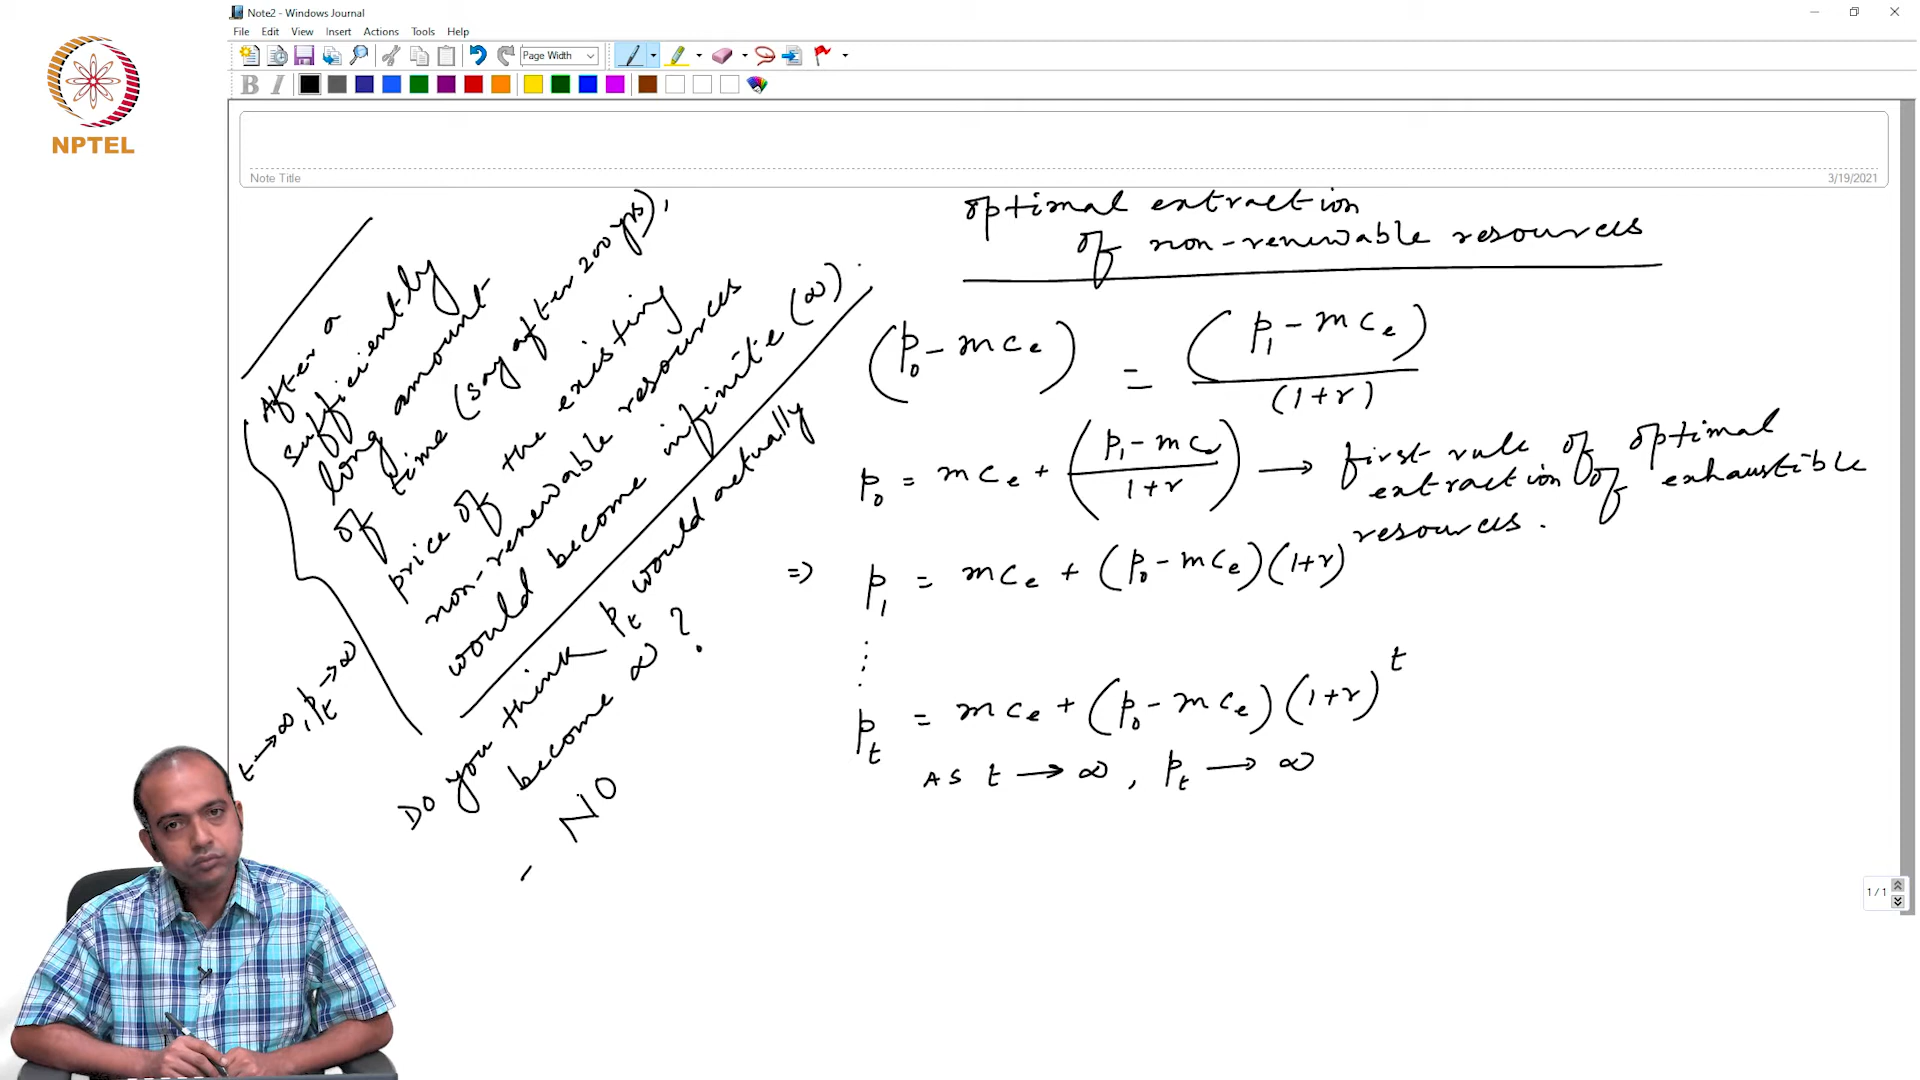 Note2 - Windows Journal
File Edit View Insert Actions Tools Help
Page Width
B I
NPTEL
Note Title
3/19/2021
optimal extraction
of non-renewable resources
(p₀ - mcₑ) = (p₁ - mcₑ) / (1+r)
p₀ = mcₑ + (p₁ - mcₑ / 1+r) → first rule of optimal
extraction of exhaustible
resources.
⇒ p₁ = mcₑ + (p₀ - mcₑ)(1+r)
⋮
pₜ = mcₑ + (p₀ - mcₑ)(1+r)ᵗ
As t → ∞, pₜ → ∞
After a
sufficiently
long amount
of time (say after 200 yrs),
price of the existing
non-renewable resources
would become infinite (∞).
t → ∞, pₜ → ∞
Do you think pₜ would actually
become ∞ ?
- NO
1 / 1